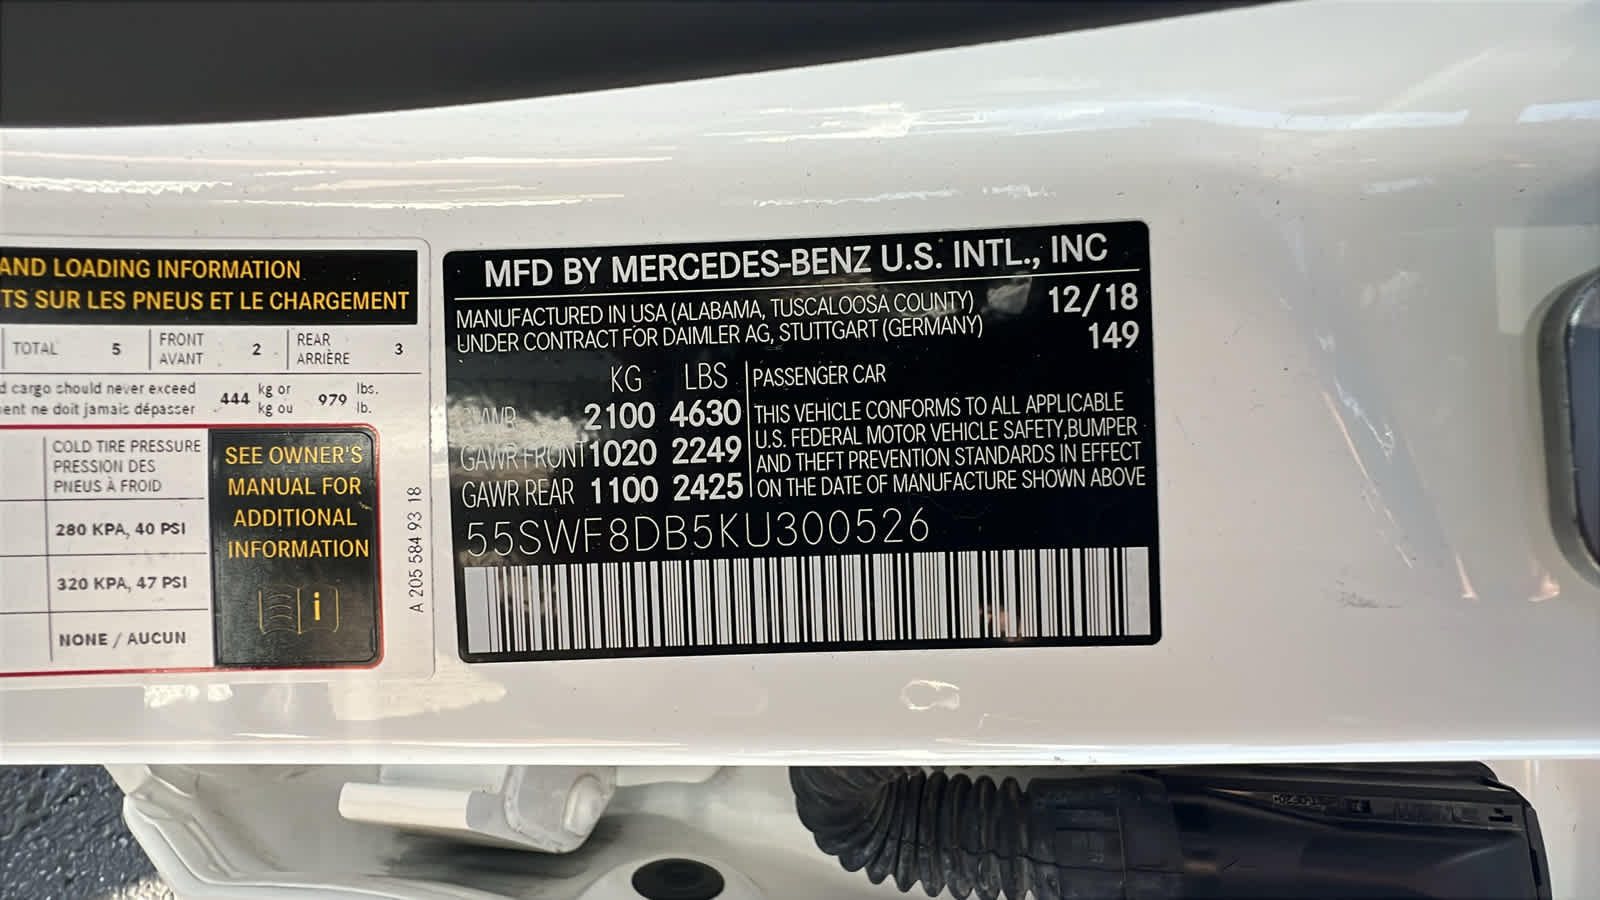 AND LOADING INFORMATION
TS SUR LES PNEUS ET LE CHARGEMENT
TOTAL 5 FRONT AVANT 2 REAR ARRIÈRE 3
d cargo should never exceed 444 kg or 979 lbs.
ent ne doit jamais dépasser kg ou lb.
COLD TIRE PRESSURE
PRESSION DES
PNEUS À FROID
280 KPA, 40 PSI
320 KPA, 47 PSI
NONE / AUCUN
SEE OWNER'S
MANUAL FOR
ADDITIONAL
INFORMATION
i
A 205 584 93 18
MFD BY MERCEDES-BENZ U.S. INTL., INC
MANUFACTURED IN USA (ALABAMA, TUSCALOOSA COUNTY) 12/18
UNDER CONTRACT FOR DAIMLER AG, STUTTGART (GERMANY) 149
KG LBS
GVWR 2100 4630
GAWR FRONT 1020 2249
GAWR REAR 1100 2425
PASSENGER CAR
THIS VEHICLE CONFORMS TO ALL APPLICABLE
U.S. FEDERAL MOTOR VEHICLE SAFETY,BUMPER
AND THEFT PREVENTION STANDARDS IN EFFECT
ON THE DATE OF MANUFACTURE SHOWN ABOVE
55SWF8DB5KU300526